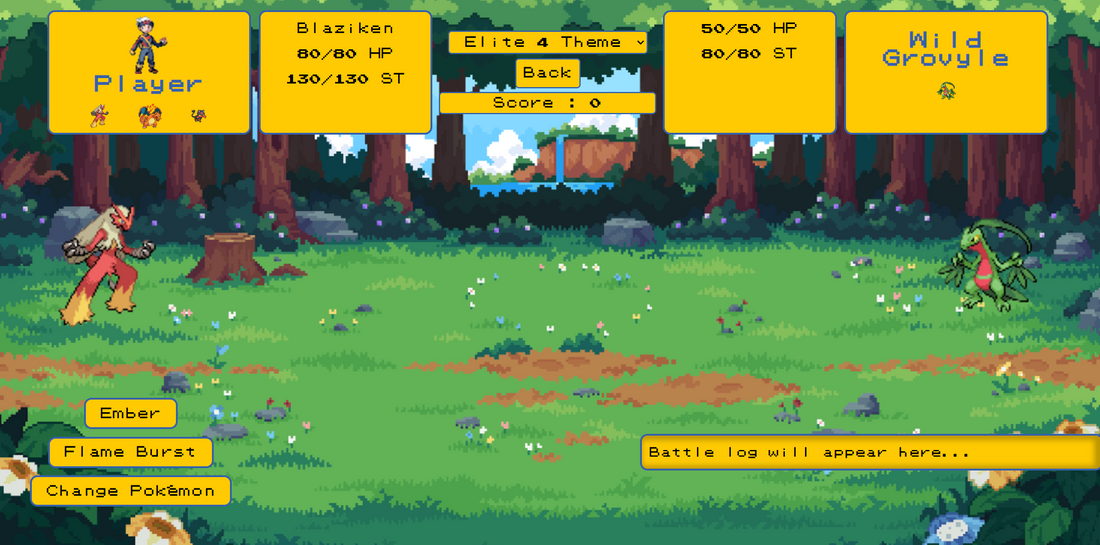 Player
Blaziken
80/80 HP
130/130 ST
Elite 4 Theme
Back
Score : 0
50/50 HP
80/80 ST
Wild
Grovyle
Ember
Flame Burst
Change Pokémon
Battle log will appear here...